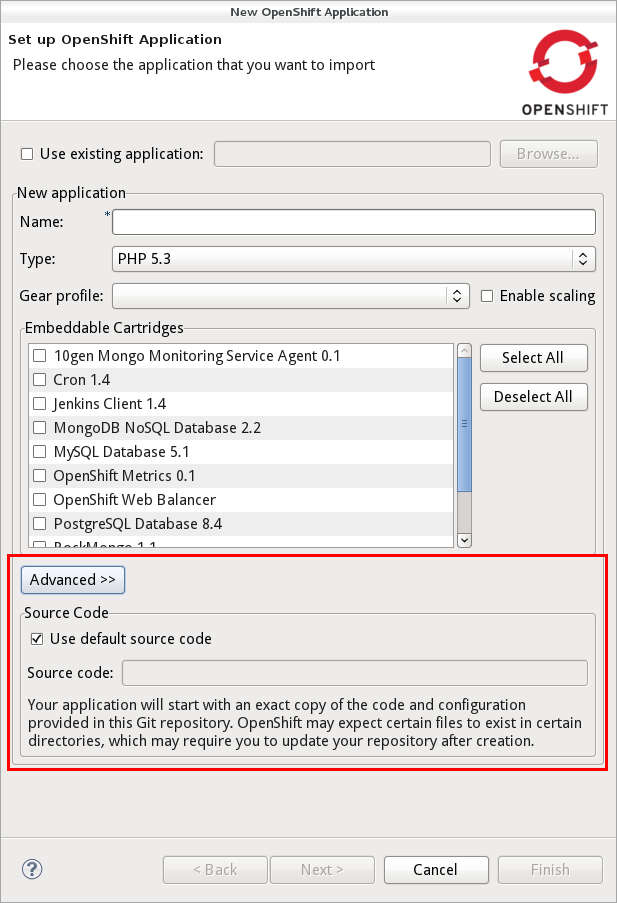 New OpenShift Application
Set up OpenShift Application
Please choose the application that you want to import
OPENSHIFT
Use existing application:
Browse...
New application
Name: *
Type: PHP 5.3
Gear profile:
Enable scaling
Embeddable Cartridges
10gen Mongo Monitoring Service Agent 0.1
Select All
Cron 1.4
Deselect All
Jenkins Client 1.4
MongoDB NoSQL Database 2.2
MySQL Database 5.1
OpenShift Metrics 0.1
OpenShift Web Balancer
PostgreSQL Database 8.4
RockMongo 1.1
Advanced >>
Source Code
Use default source code
Source code:
Your application will start with an exact copy of the code and configuration
provided in this Git repository. OpenShift may expect certain files to exist in certain
directories, which may require you to update your repository after creation.
?
< Back
Next >
Cancel
Finish